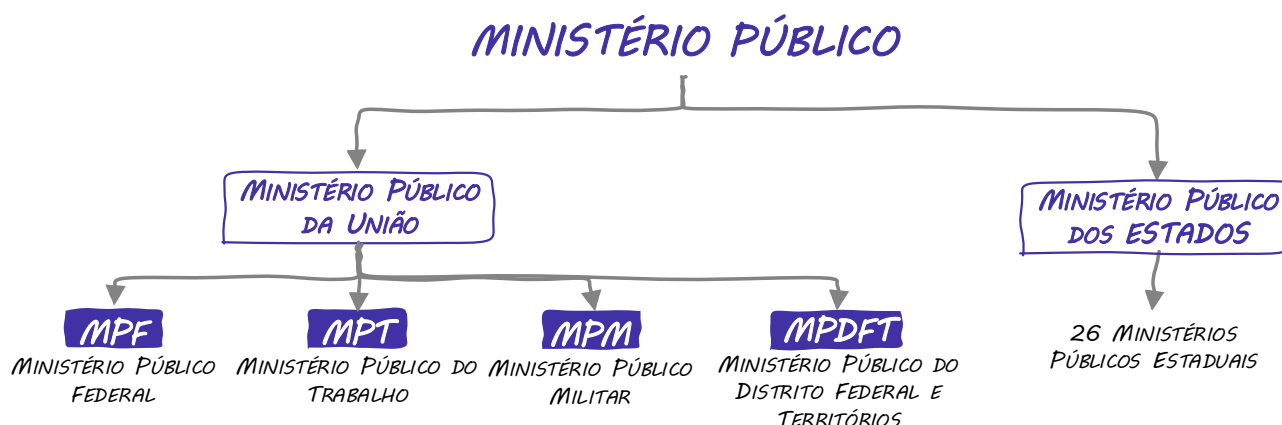 MINISTÉRIO PÚBLICO
MINISTÉRIO PÚBLICO
DA UNIÃO
MINISTÉRIO PÚBLICO
DOS ESTADOS
MPF
MINISTÉRIO PÚBLICO
FEDERAL
MPT
MINISTÉRIO PÚBLICO DO
TRABALHO
MPM
MINISTÉRIO PÚBLICO
MILITAR
MPDFT
MINISTÉRIO PÚBLICO DO
DISTRITO FEDERAL E
TERRITÓRIOS
26 MINISTÉRIOS
PÚBLICOS ESTADUAIS